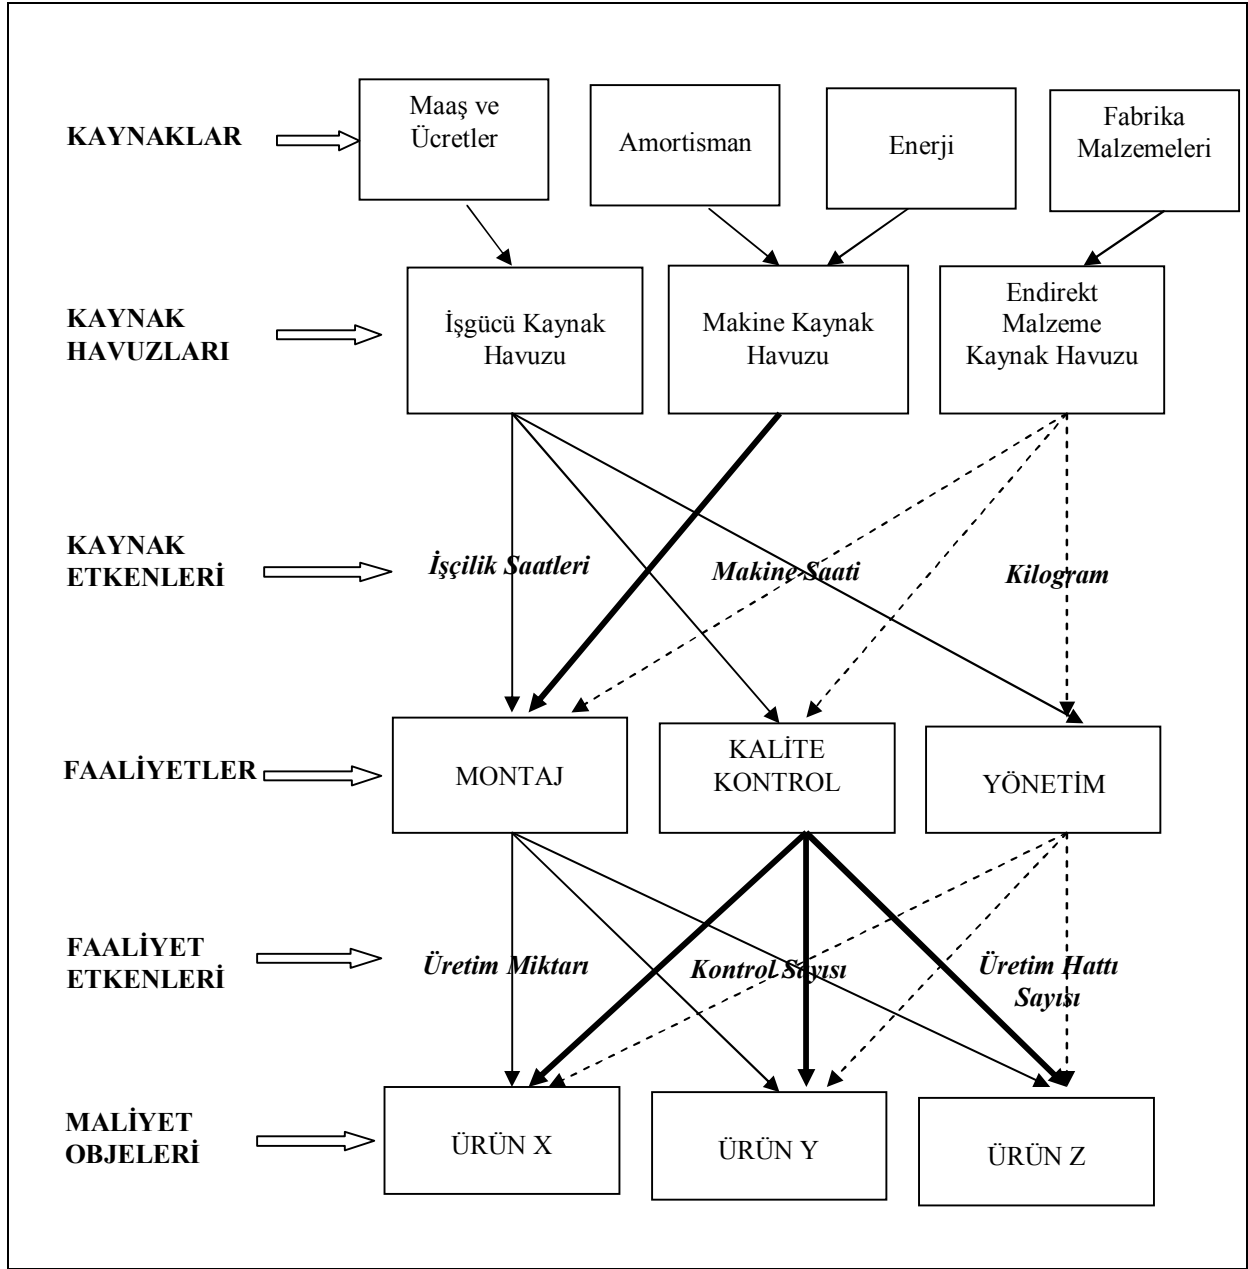 KAYNAKLAR
Maaş ve
Ücretler
Amortisman
Enerji
Fabrika
Malzemeleri
KAYNAK
HAVUZLARI
İşgücü Kaynak
Havuzu
Makine Kaynak
Havuzu
Endirekt
Malzeme
Kaynak Havuzu
KAYNAK
ETKENLERİ
İşçilik Saatleri
Makine Saati
Kilogram
FAALİYETLER
MONTAJ
KALİTE
KONTROL
YÖNETİM
FAALİYET
ETKENLERİ
Üretim Miktarı
Kontrol Sayısı
Üretim Hattı
Sayısı
MALİYET
OBJELERİ
ÜRÜN X
ÜRÜN Y
ÜRÜN Z